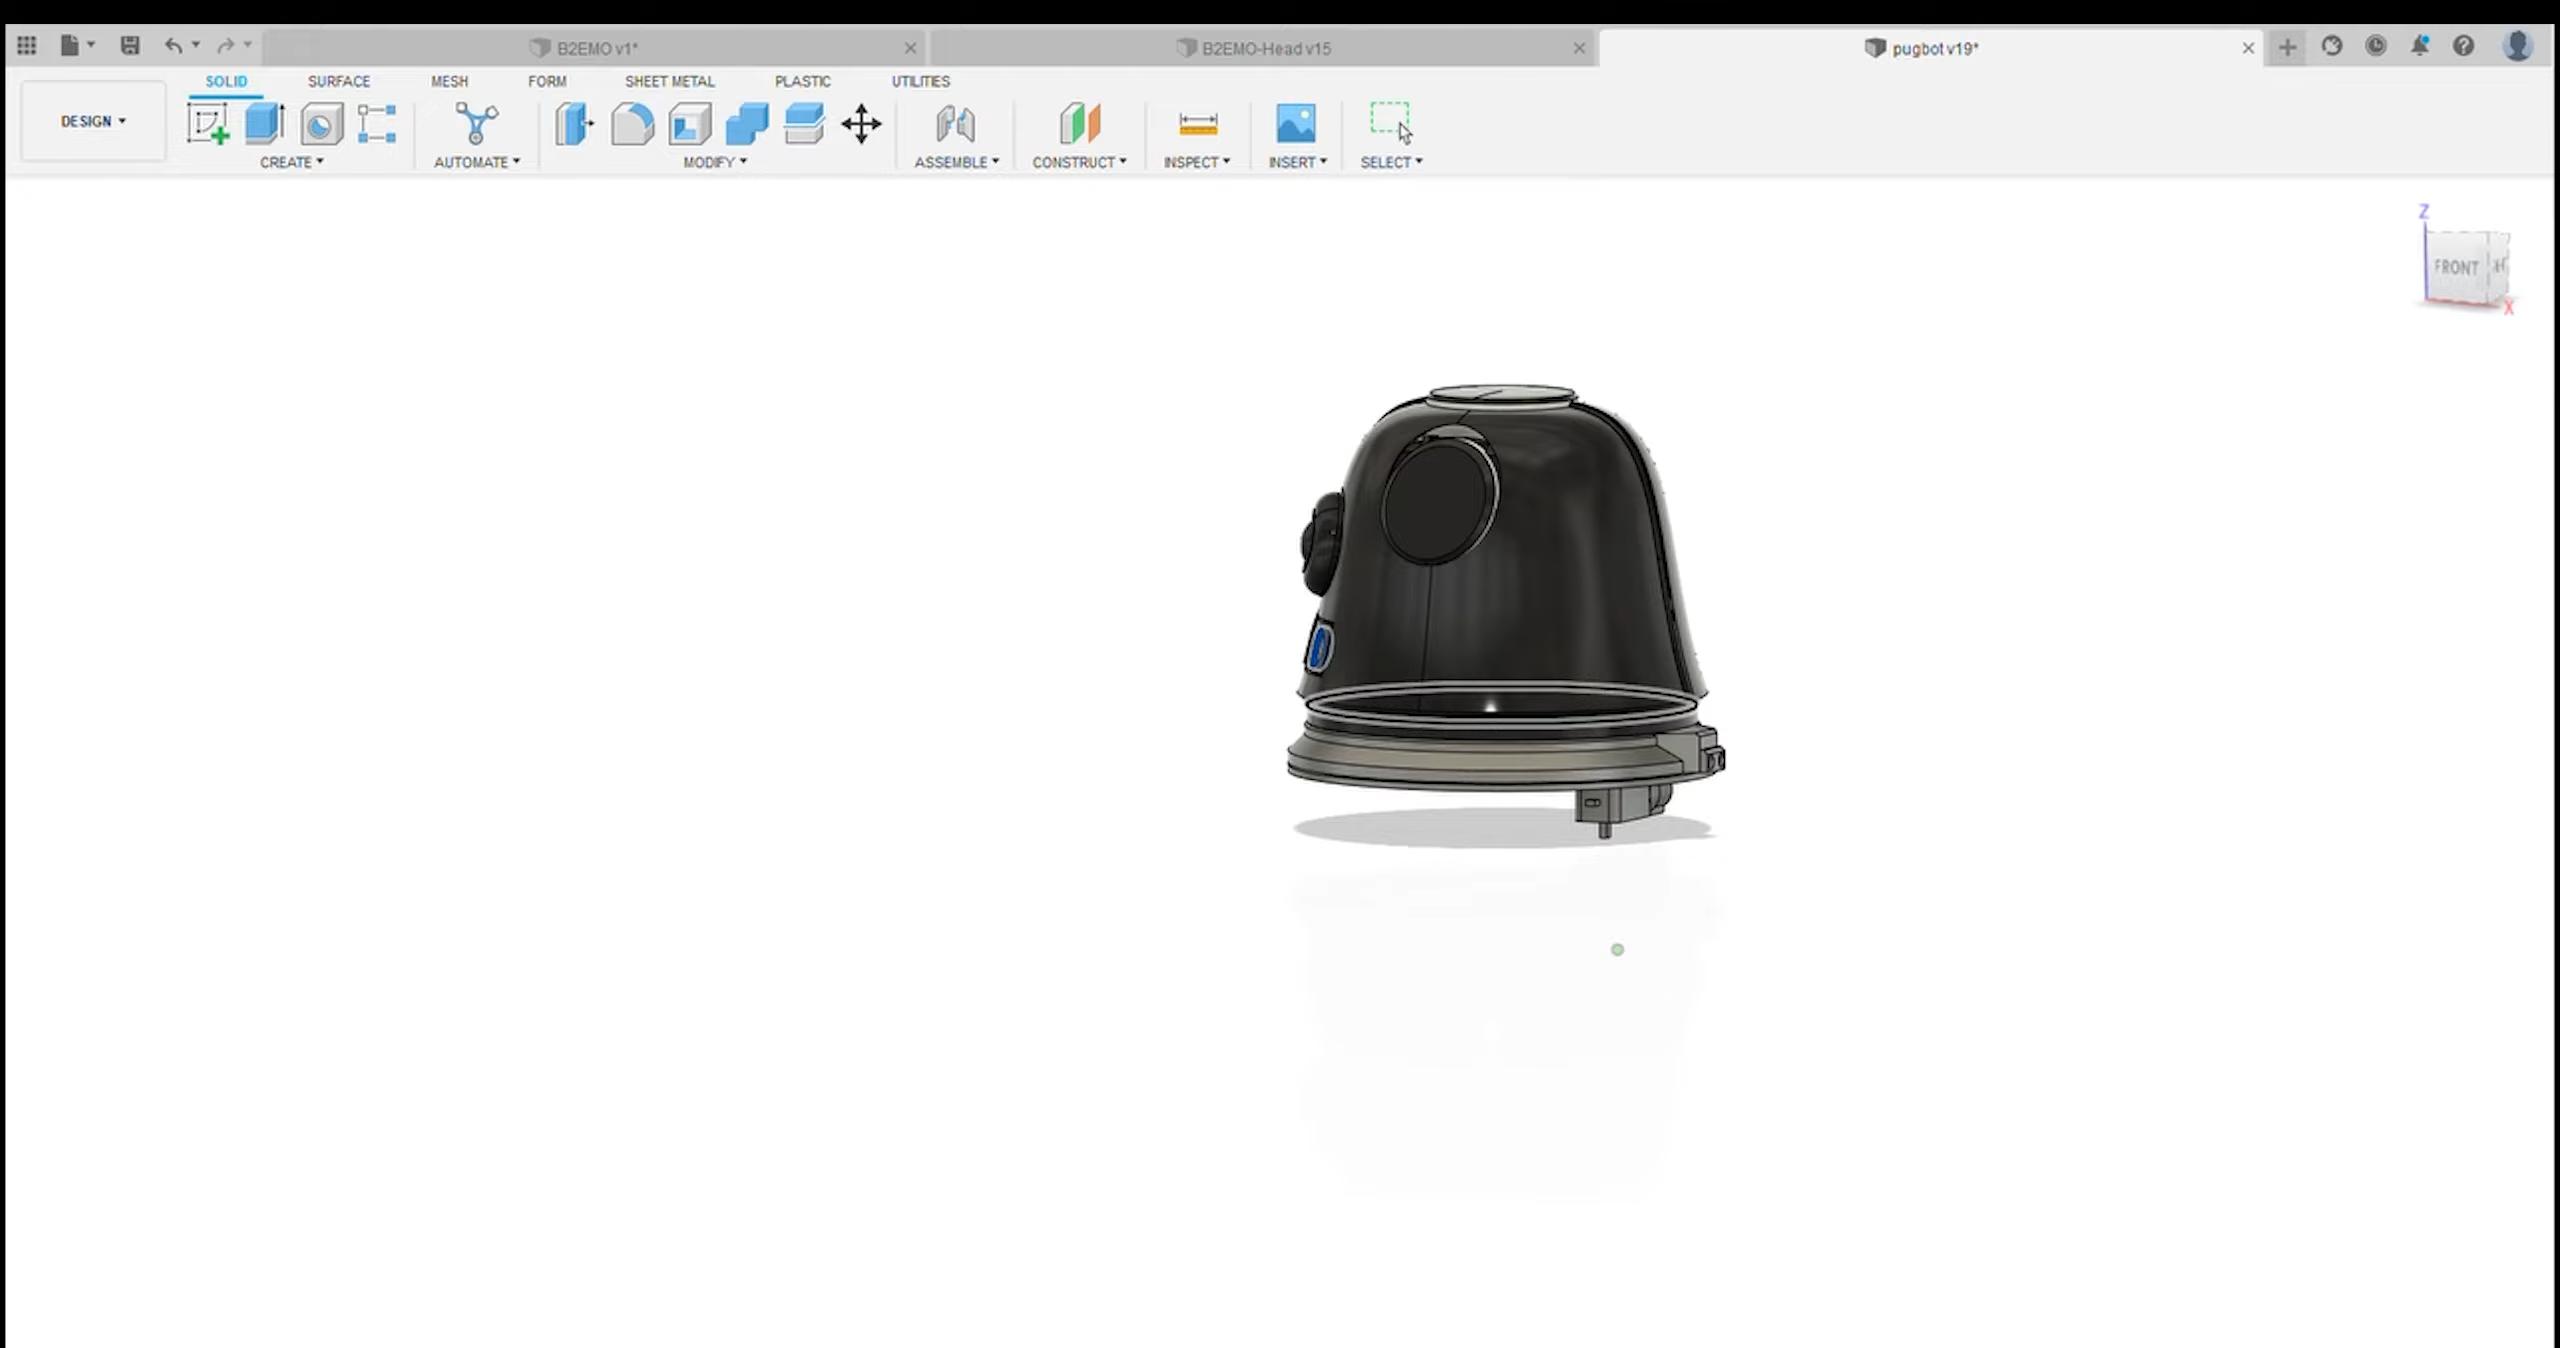 B2EMO v1*
B2EMO-Head v15
pugbot v19*
DESIGN
SOLID SURFACE MESH FORM SHEET METAL PLASTIC UTILITIES
CREATE AUTOMATE MODIFY ASSEMBLE CONSTRUCT INSPECT INSERT SELECT
Z
FRONT
X